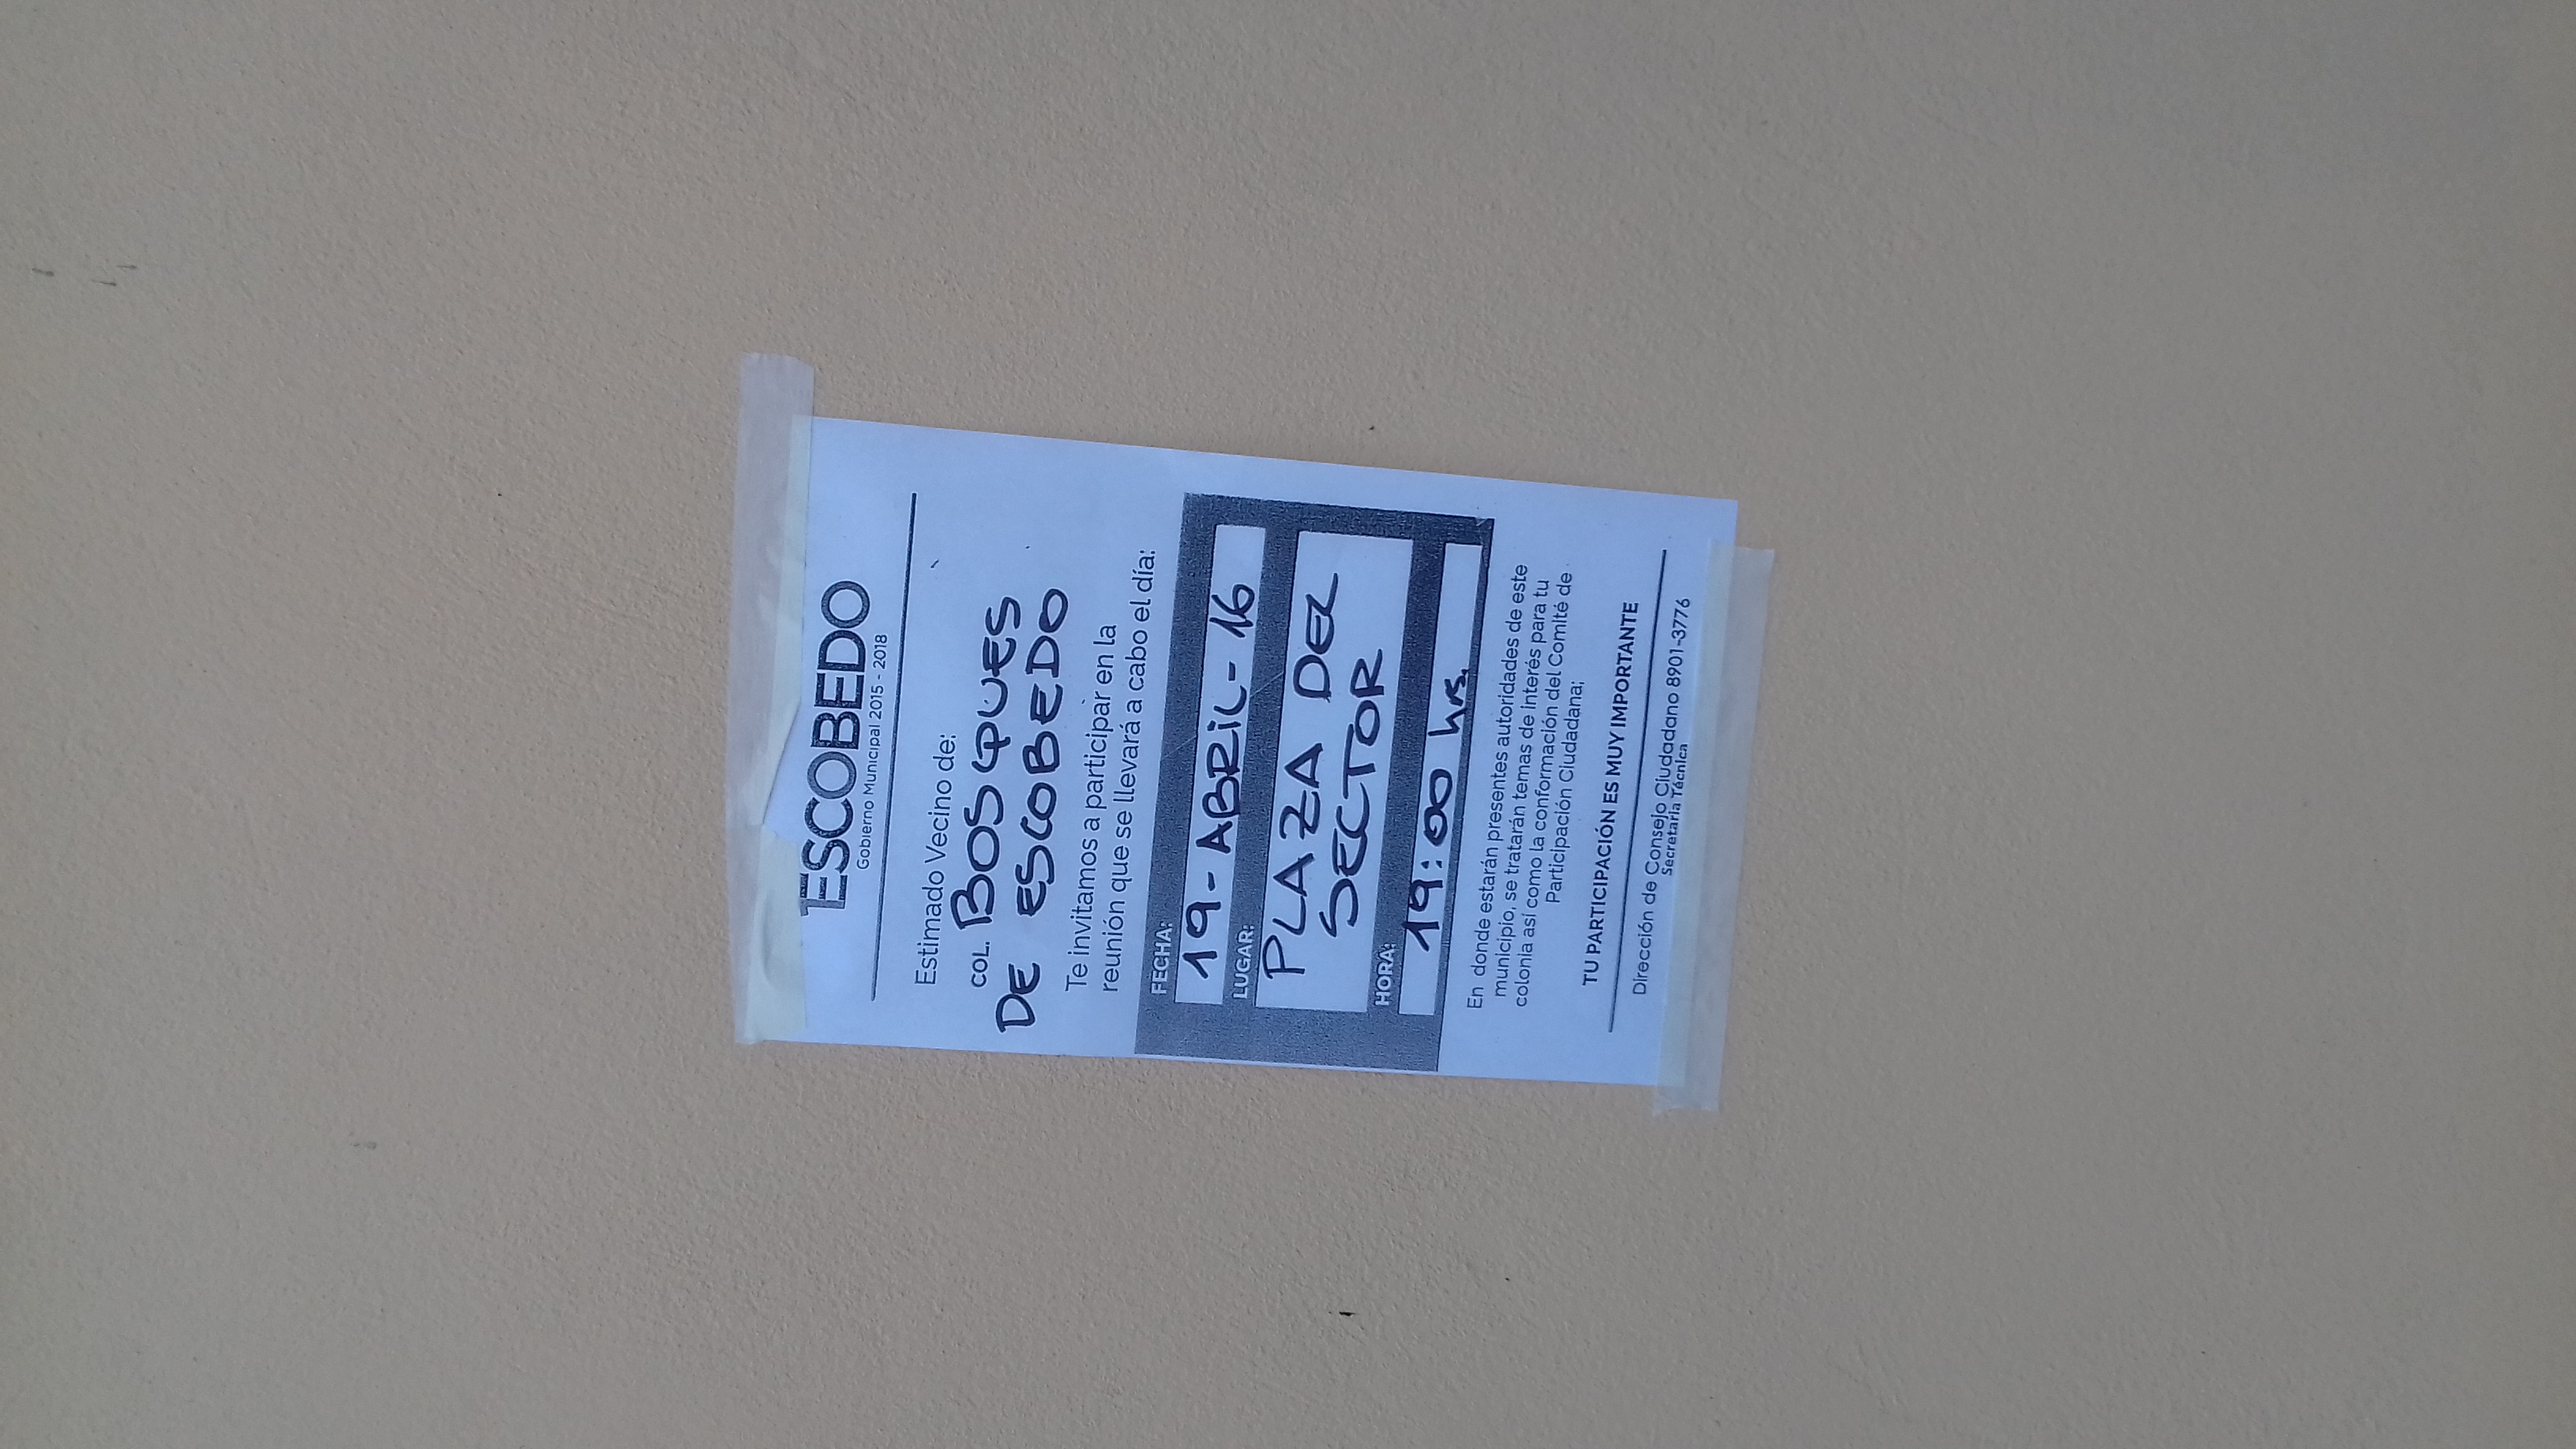 ESCOBEDO
Gobierno Municipal 2015 - 2018
Estimado Vecino de:
COL. BOSQUES
DE ESCOBEDO
Te invitamos a participar en la
reunión que se llevará a cabo el día:
FECHA:
19-ABRIL-16
LUGAR:
PLAZA DEL
SECTOR
HORA:
19:00 hrs.
En donde estarán presentes autoridades de este
municipio, se tratarán temas de interés para tu
colonia así como la conformación del Comité de
Participación Ciudadana;
TU PARTICIPACIÓN ES MUY IMPORTANTE
Dirección de Consejo Ciudadano 8901-3776
Secretaría Técnica